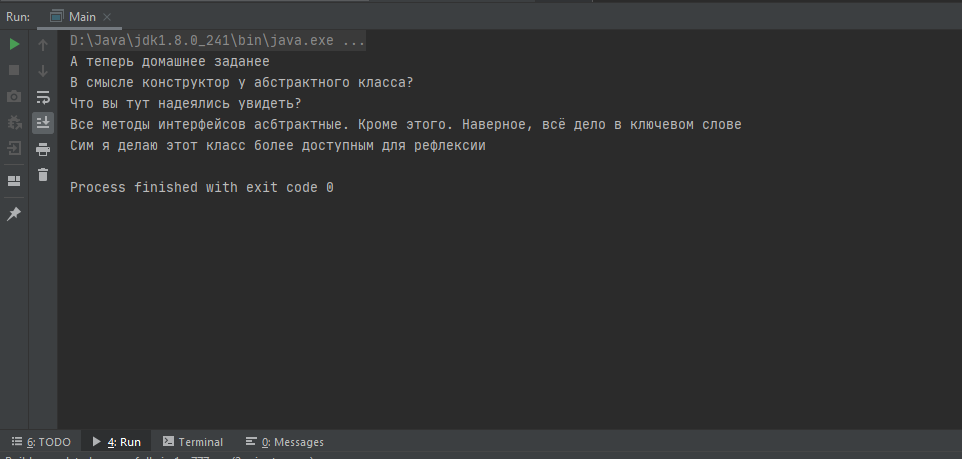 Run: Main
D:\Java\jdk1.8.0_241\bin\java.exe ...
А теперь домашнее заданее
В смысле конструктор у абстрактного класса?
Что вы тут надеялись увидеть?
Все методы интерфейсов асбтрактные. Кроме этого. Наверное, всё дело в ключевом слове
Сим я делаю этот класс более доступным для рефлексии
Process finished with exit code 0
6: TODO 4: Run Terminal 0: Messages